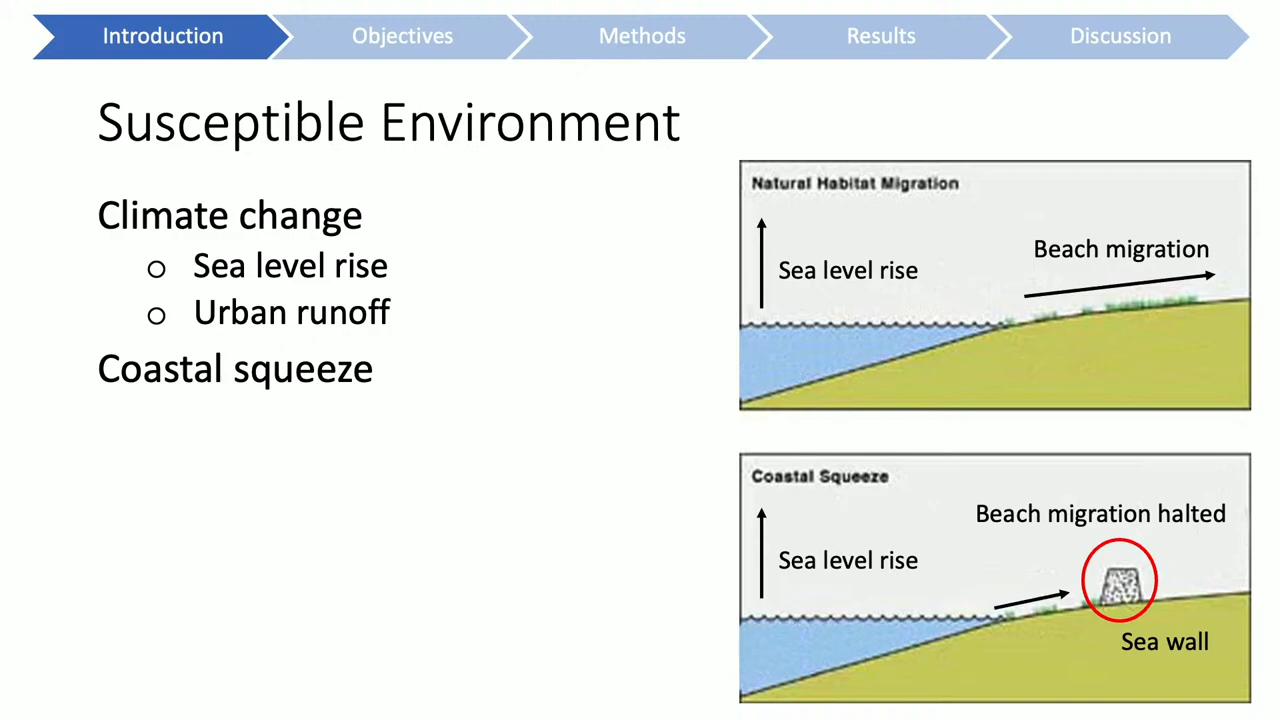 Introduction
Objectives
Methods
Results
Discussion
Susceptible Environment
Climate change
o Sea level rise
o Urban runoff
Coastal squeeze
Natural Habitat Migration
Sea level rise
Beach migration
Coastal Squeeze
Beach migration halted
Sea level rise
Sea wall